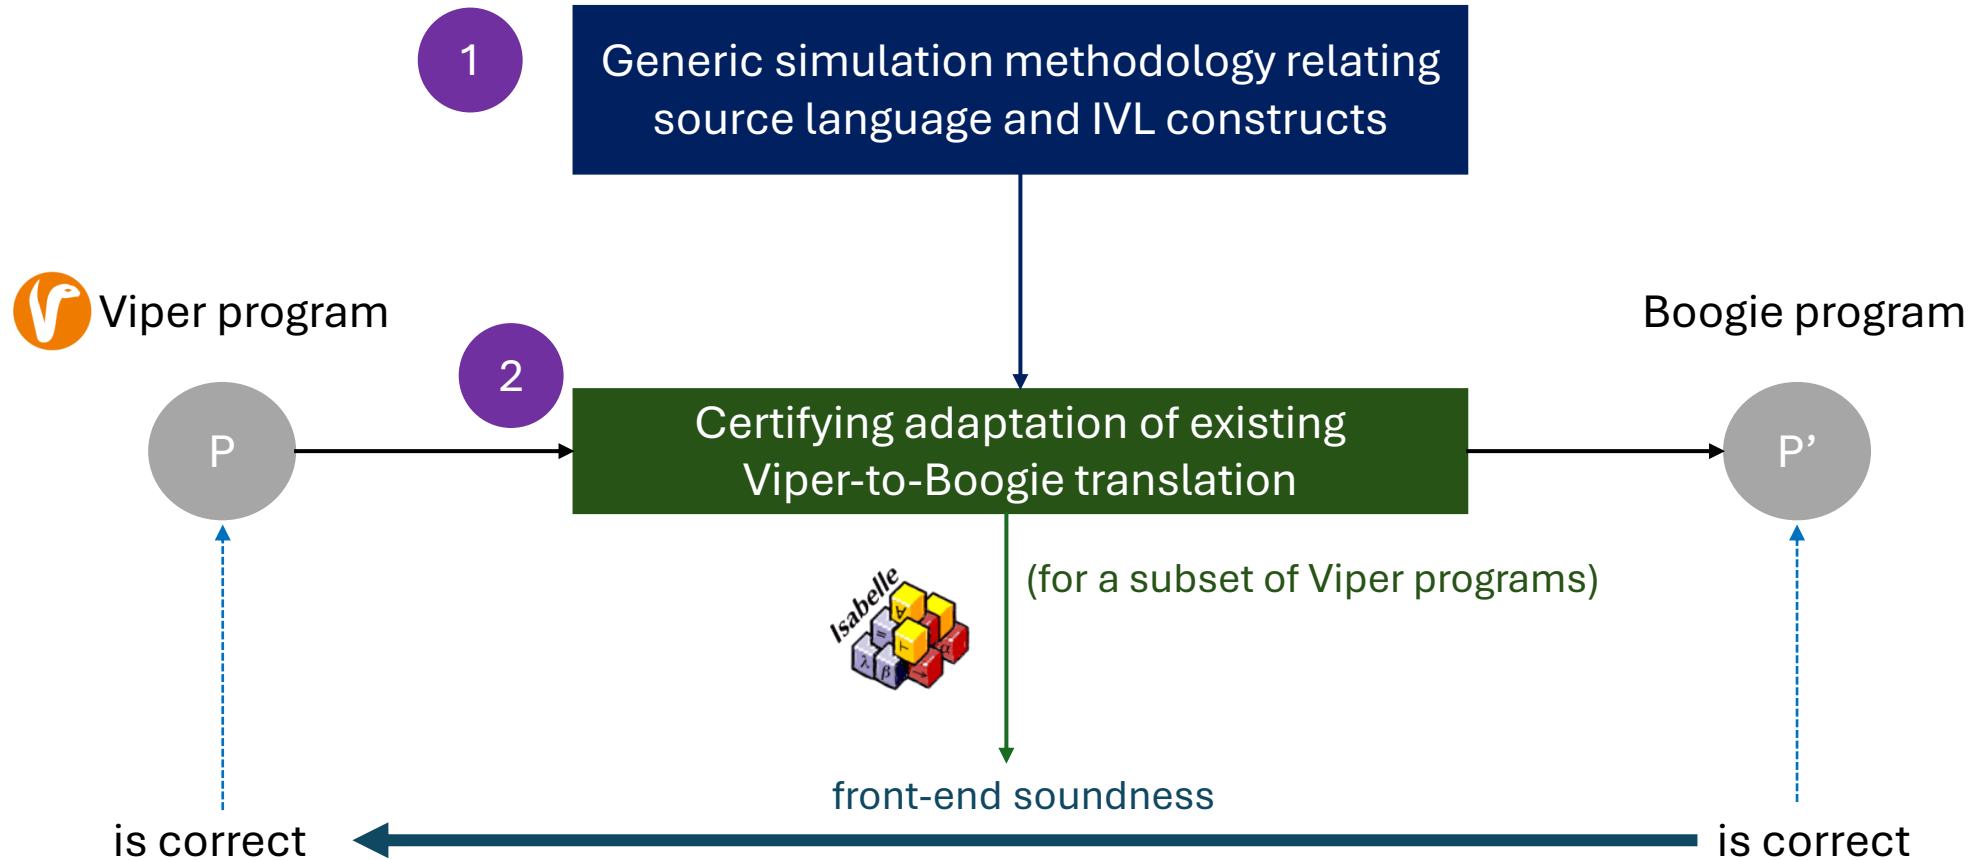 1
Generic simulation methodology relating
source language and IVL constructs
Viper program
Boogie program
2
Certifying adaptation of existing
Viper-to-Boogie translation
P
P’
(for a subset of Viper programs)
Isabelle
∀
=
λ
β
α
→
front-end soundness
is correct
is correct